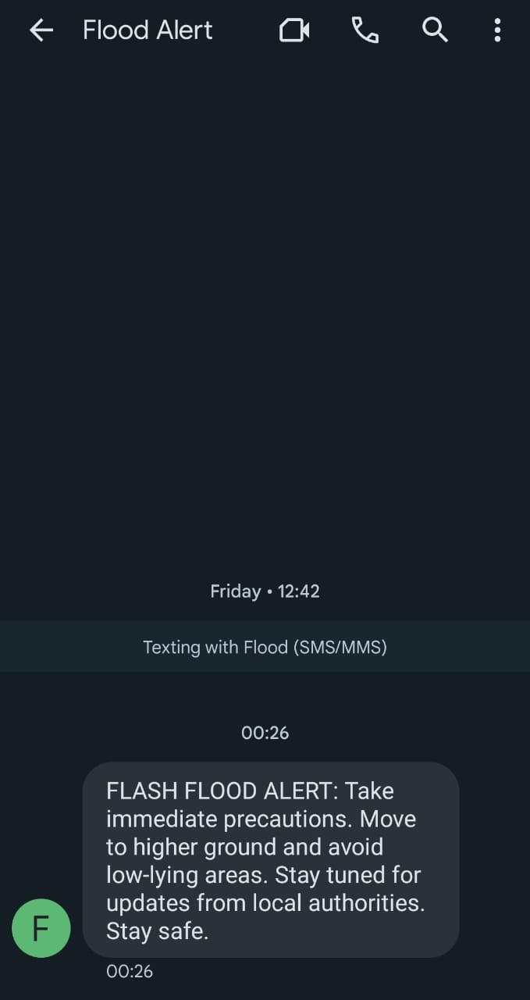 Flood Alert
Friday • 12:42
Texting with Flood (SMS/MMS)
00:26
FLASH FLOOD ALERT: Take
immediate precautions. Move
to higher ground and avoid
low-lying areas. Stay tuned for
updates from local authorities.
Stay safe.
F
00:26